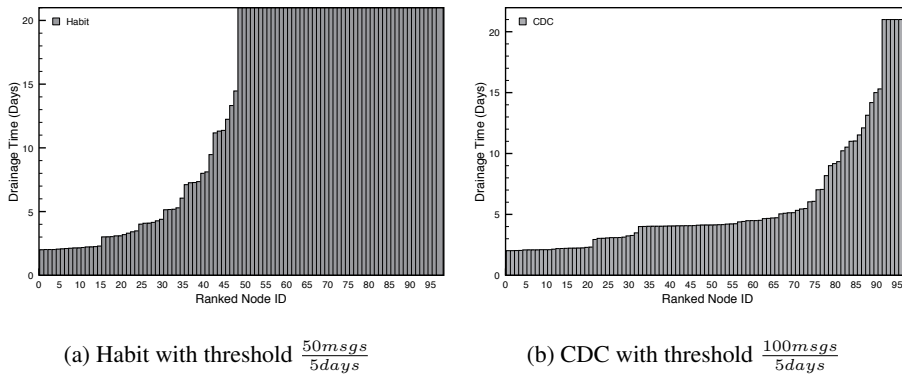 Habit
Drainage Time (Days)
20
15
10
5
0
0 5 10 15 20 25 30 35 40 45 50 55 60 65 70 75 80 85 90 95
Ranked Node ID
(a) Habit with threshold 50msgs/5days
CDC
Drainage Time (Days)
20
15
10
5
0
0 5 10 15 20 25 30 35 40 45 50 55 60 65 70 75 80 85 90 95
Ranked Node ID
(b) CDC with threshold 100msgs/5days